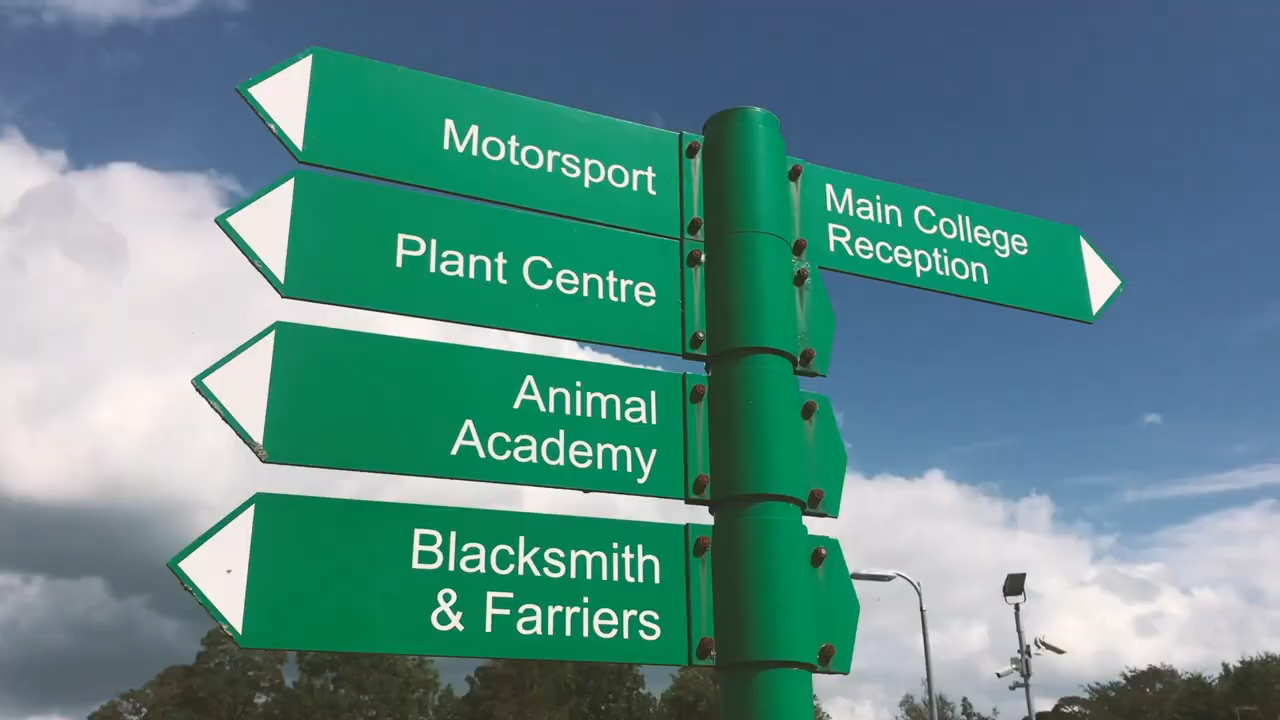 Motorsport
Main College
Reception
Plant Centre
Animal
Academy
Blacksmith
& Farriers